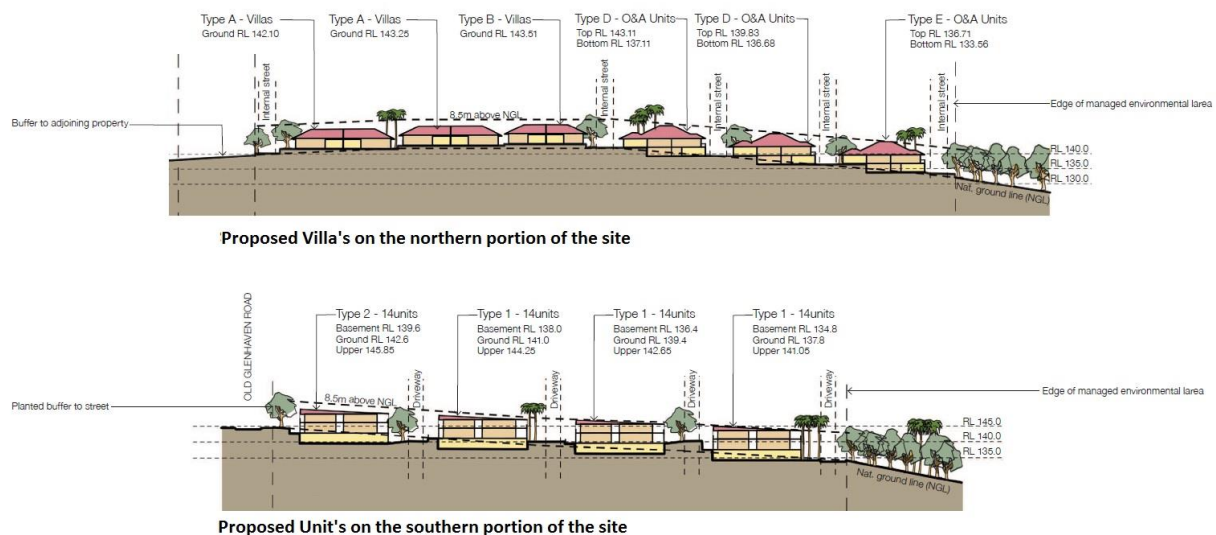 Type A - Villas
Ground RL 142.10
Type A - Villas
Ground RL 143.25
Type B - Villas
Ground RL 143.51
Type D - O&A Units
Top RL 143.11
Bottom RL 137.11
Type D - O&A Units
Top RL 139.83
Bottom RL 136.68
Type E - O&A Units
Top RL 136.71
Bottom RL 133.56
Internal street
Internal street
Internal street
Internal street
Internal street
Edge of managed environmental larea
Buffer to adjoining property
8.5m above NGL
RL 140.0
RL 135.0
RL 130.0
Nat. ground line (NGL)
Proposed Villa's on the northern portion of the site
OLD GLENHAVEN ROAD
Type 2 - 14units
Basement RL 139.6
Ground RL 142.6
Upper 145.85
Type 1 - 14units
Basement RL 138.0
Ground RL 141.0
Upper 144.25
Type 1 - 14units
Basement RL 136.4
Ground RL 139.4
Upper 142.65
Type 1 - 14units
Basement RL 134.8
Ground RL 137.8
Upper 141.05
Driveway
Driveway
Driveway
Driveway
Edge of managed environmental area
Planted buffer to street
8.5m above NGL
RL 145.0
RL 140.0
RL 135.0
Nat. ground line (NGL)
Proposed Unit's on the southern portion of the site